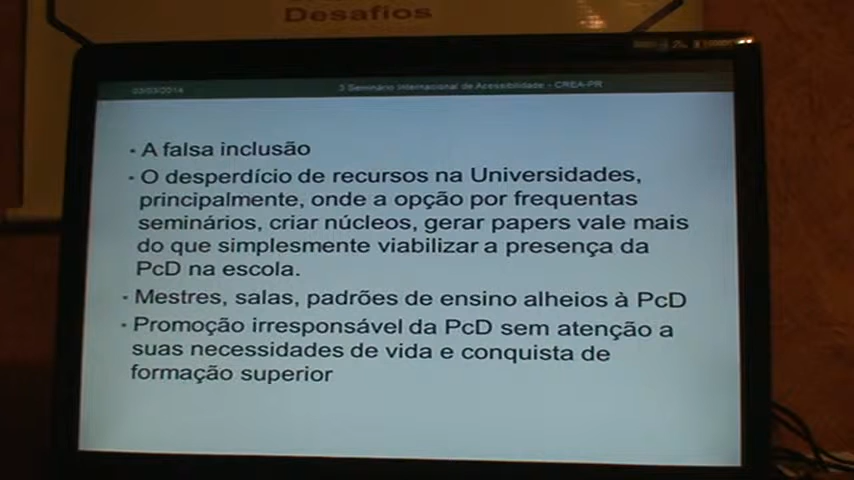 Desafios
03/03/2014
3 Seminário Internacional de Acessibilidade - CREA-PR
• A falsa inclusão
• O desperdício de recursos na Universidades,
principalmente, onde a opção por frequentas
seminários, criar núcleos, gerar papers vale mais
do que simplesmente viabilizar a presença da
PcD na escola.
• Mestres, salas, padrões de ensino alheios à PcD
• Promoção irresponsável da PcD sem atenção a
suas necessidades de vida e conquista de
formação superior